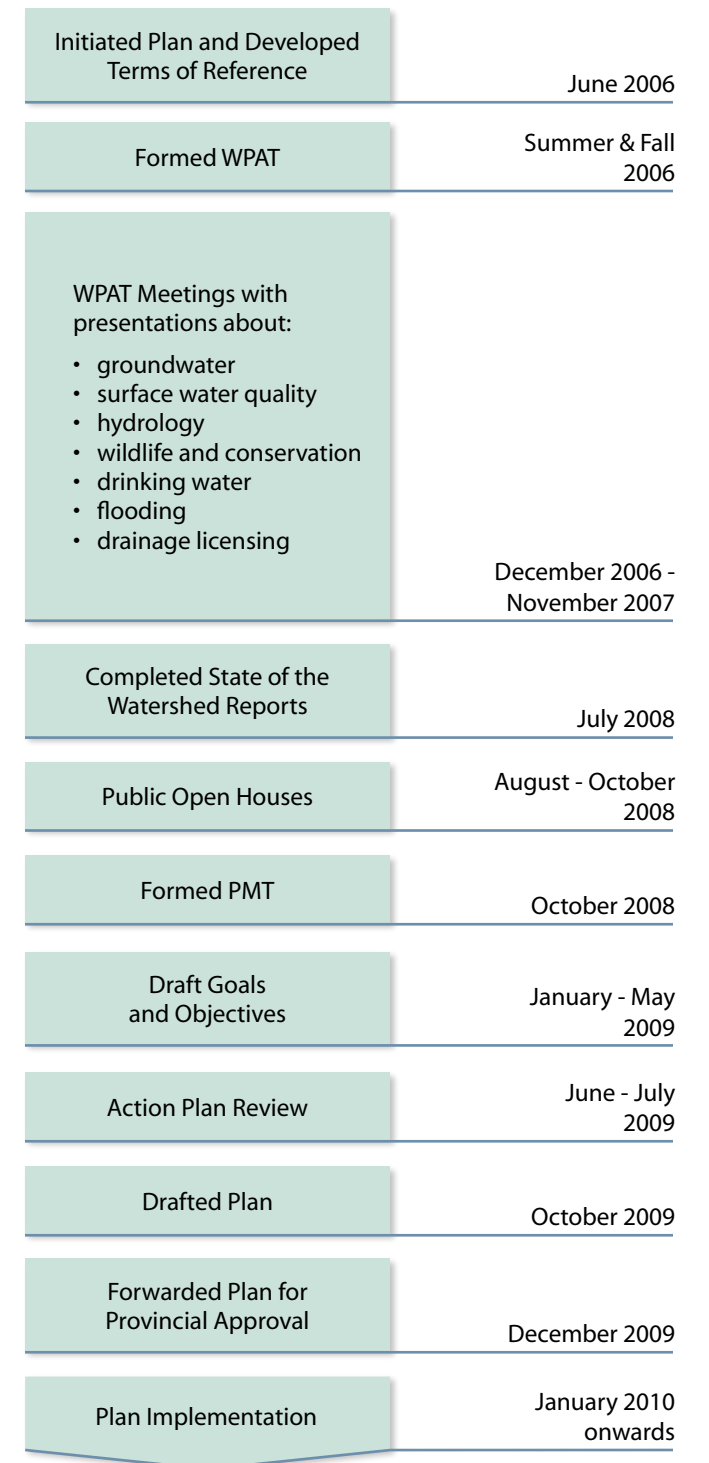 Initiated Plan and Developed
Terms of Reference
June 2006
Formed WPAT
Summer & Fall
2006
WPAT Meetings with
presentations about:
• groundwater
• surface water quality
• hydrology
• wildlife and conservation
• drinking water
• flooding
• drainage licensing
December 2006 -
November 2007
Completed State of the
Watershed Reports
July 2008
Public Open Houses
August - October
2008
Formed PMT
October 2008
Draft Goals
and Objectives
January - May
2009
Action Plan Review
June - July
2009
Drafted Plan
October 2009
Forwarded Plan for
Provincial Approval
December 2009
Plan Implementation
January 2010
onwards